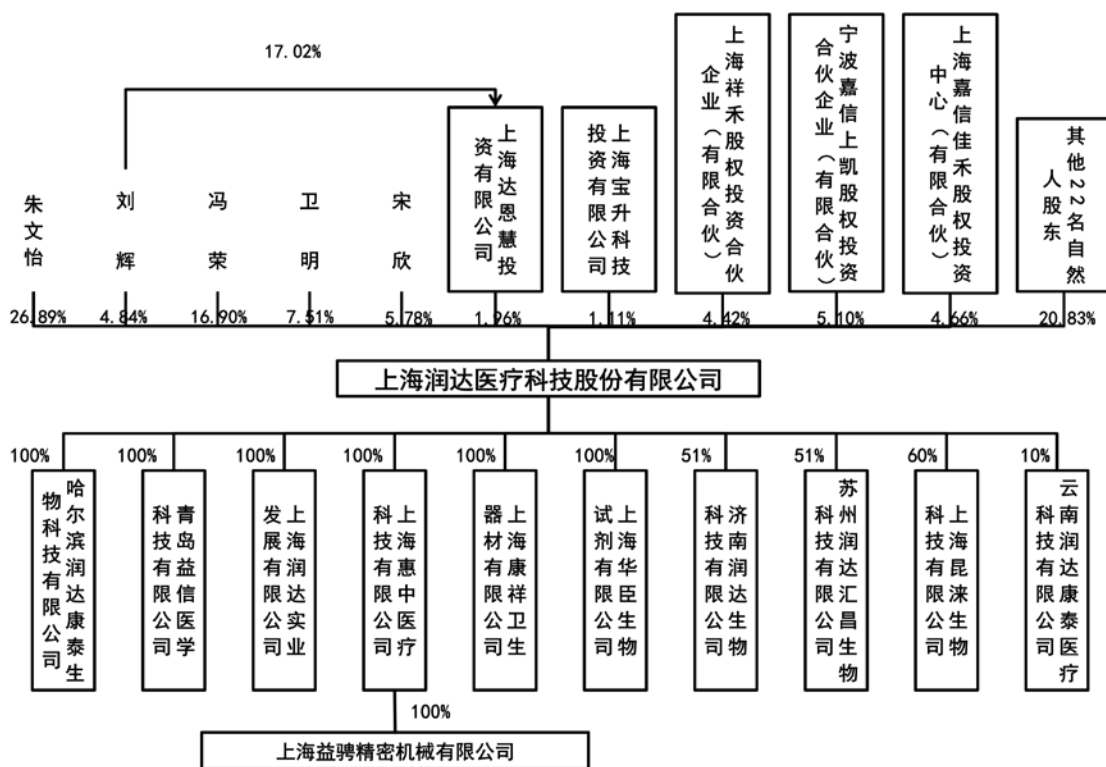 17.02%
朱文怡
刘辉
冯荣
卫明
宋欣
上海达恩慧投
资有限公司
上海宝升科技
投资有限公司
上海祥禾股权投资合伙
企业（有限合伙）
宁波嘉信上凯股权投资
合伙企业（有限合伙）
上海嘉信佳禾股权投资
中心（有限合伙）
其他22名自然
人股东
26.89%
4.84%
16.90%
7.51%
5.78%
1.96%
1.11%
4.42%
5.10%
4.66%
20.83%
上海润达医疗科技股份有限公司
100%
100%
100%
100%
100%
100%
51%
51%
60%
10%
哈尔滨润达康泰生
物科技有限公司
青岛益信医学
科技有限公司
上海润达实业
发展有限公司
上海惠中医疗
科技有限公司
上海康祥卫生
器材有限公司
上海华臣生物
试剂有限公司
济南润达生物
科技有限公司
苏州润达汇昌生物
科技有限公司
上海昆涞生物
科技有限公司
云南润达康泰医疗
科技有限公司
100%
上海益骋精密机械有限公司